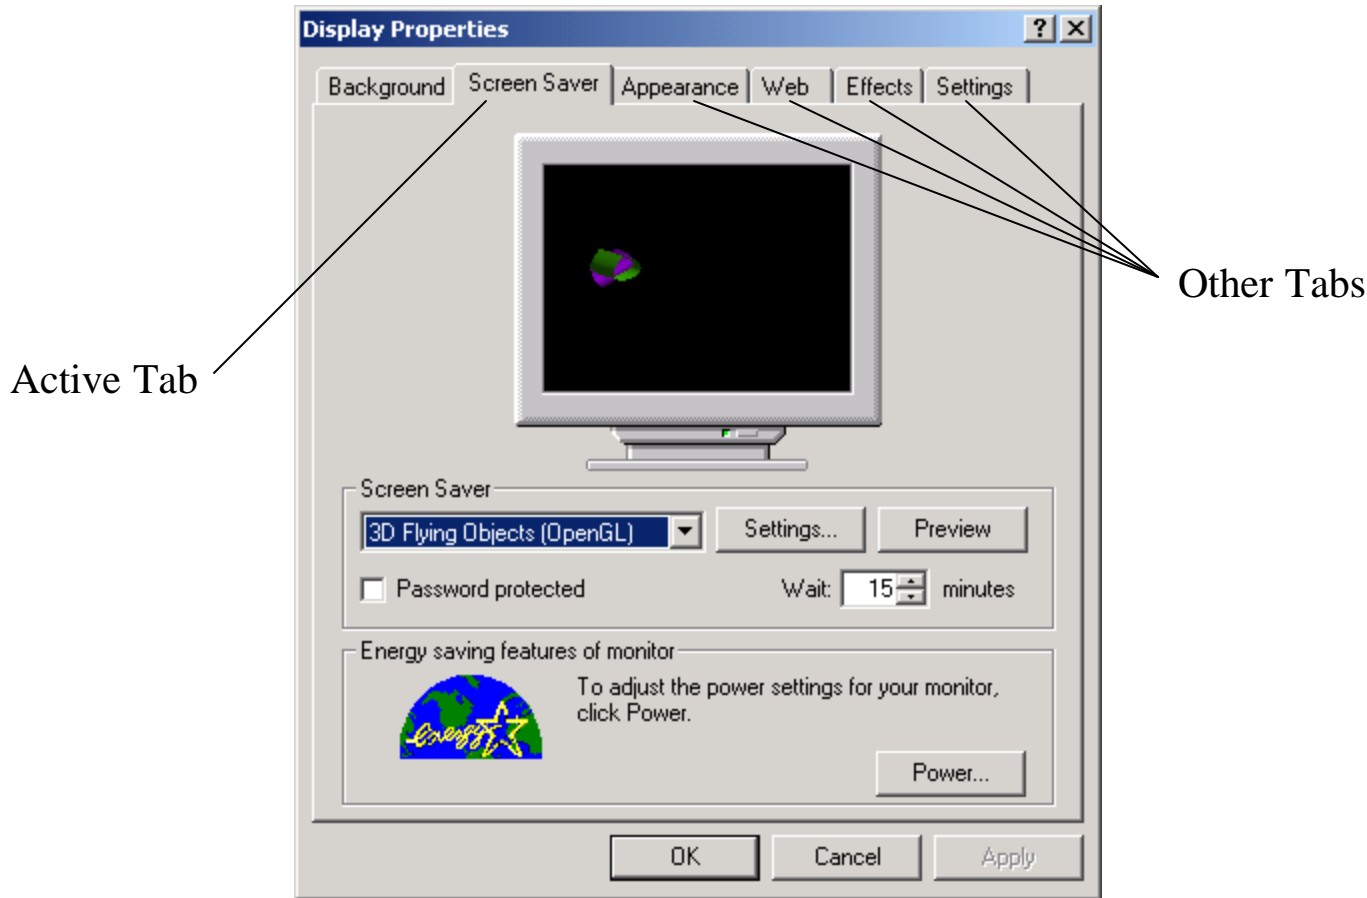 Display Properties
Background Screen Saver Appearance Web Effects Settings
Other Tabs
Active Tab
Screen Saver
3D Flying Objects (OpenGL) Settings... Preview
Password protected Wait: 15 minutes
Energy saving features of monitor
To adjust the power settings for your monitor,
click Power.
energy
Power...
OK Cancel Apply